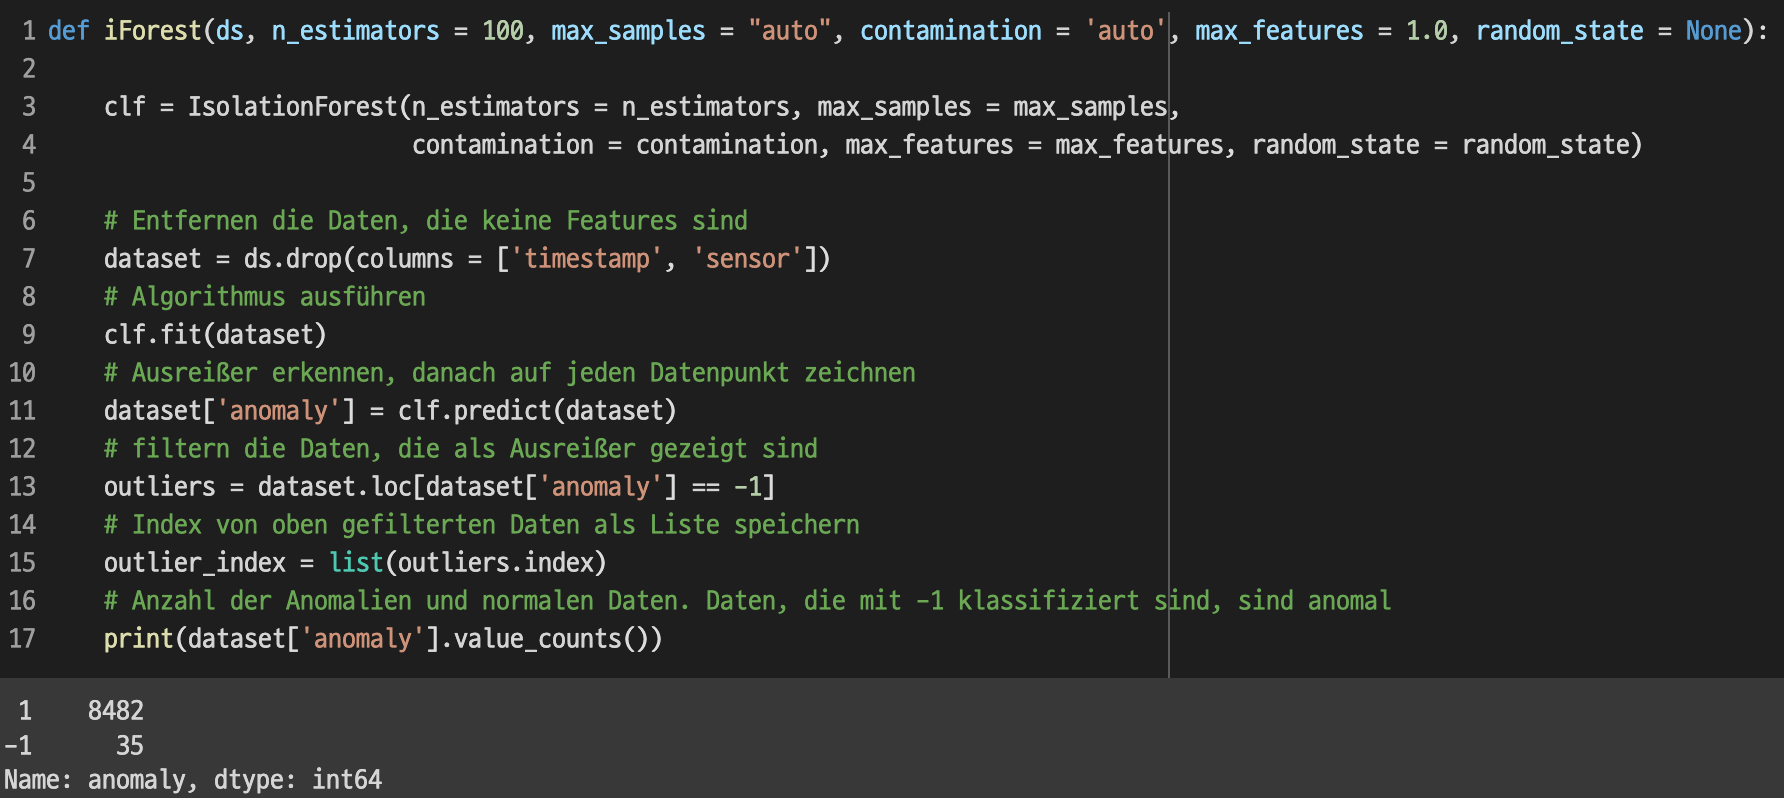 1 def iForest(ds, n_estimators = 100, max_samples = "auto", contamination = 'auto', max_features = 1.0, random_state = None):
2
3     clf = IsolationForest(n_estimators = n_estimators, max_samples = max_samples,
4                           contamination = contamination, max_features = max_features, random_state = random_state)
5
6     # Entfernen die Daten, die keine Features sind
7     dataset = ds.drop(columns = ['timestamp', 'sensor'])
8     # Algorithmus ausführen
9     clf.fit(dataset)
10     # Ausreißer erkennen, danach auf jeden Datenpunkt zeichnen
11     dataset['anomaly'] = clf.predict(dataset)
12     # filtern die Daten, die als Ausreißer gezeigt sind
13     outliers = dataset.loc[dataset['anomaly'] == -1]
14     # Index von oben gefilterten Daten als Liste speichern
15     outlier_index = list(outliers.index)
16     # Anzahl der Anomalien und normalen Daten. Daten, die mit -1 klassifiziert sind, sind anomal
17     print(dataset['anomaly'].value_counts())
 1    8482
-1      35
Name: anomaly, dtype: int64